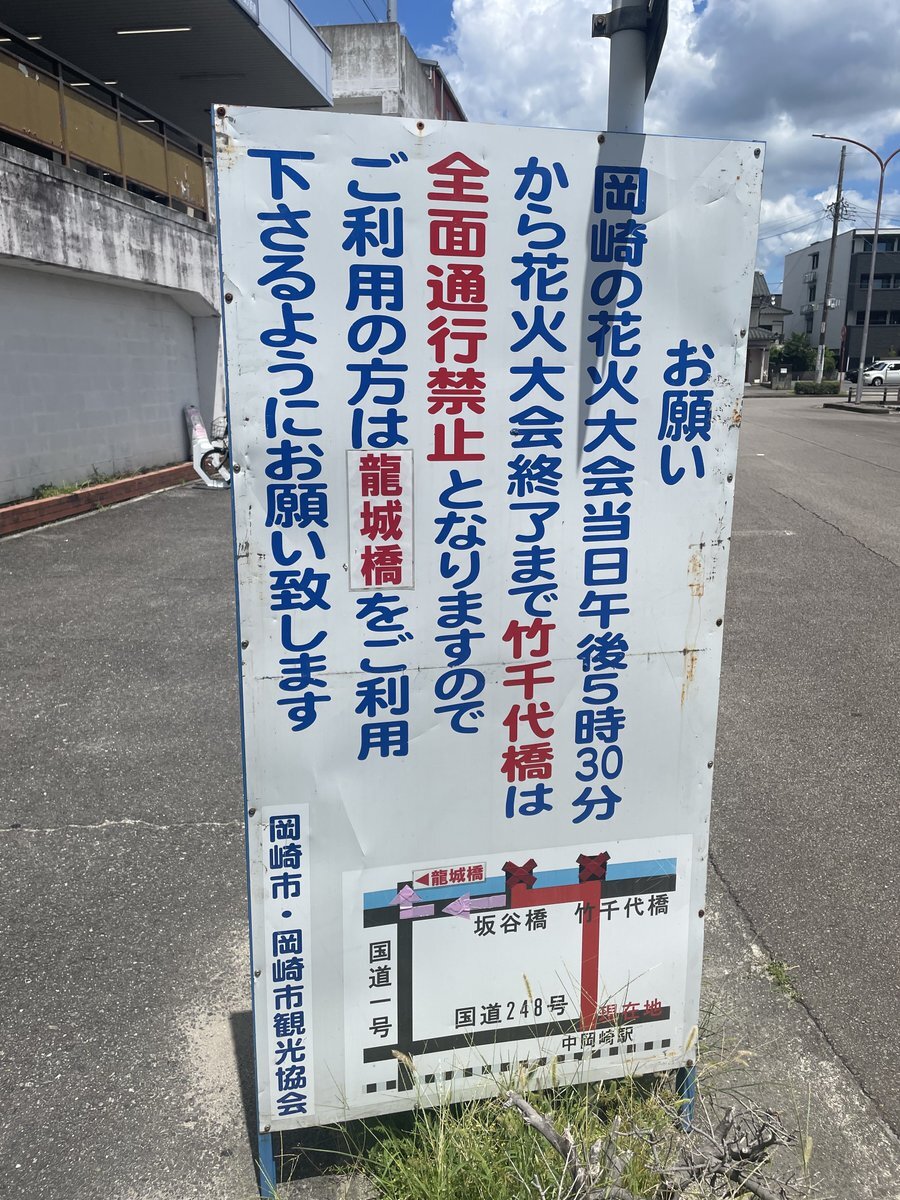 お願い
岡崎の花火大会当日午後5時30分
から花火大会終了まで竹千代橋は
全面通行禁止となりますので
ご利用の方は龍城橋をご利用
下さるようにお願い致します
岡崎市・岡崎市観光協会
◀龍城橋
坂谷橋
竹千代橋
国道一号
国道248号
現在地
中岡崎駅